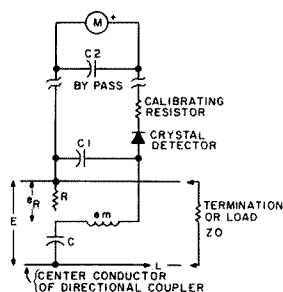 M +
C2
BY PASS
CALIBRATING
RESISTOR
CRYSTAL
DETECTOR
C1
E
eR
R
em
C
L
TERMINATION
OR LOAD
ZO
CENTER CONDUCTOR
OF DIRECTIONAL COUPLER